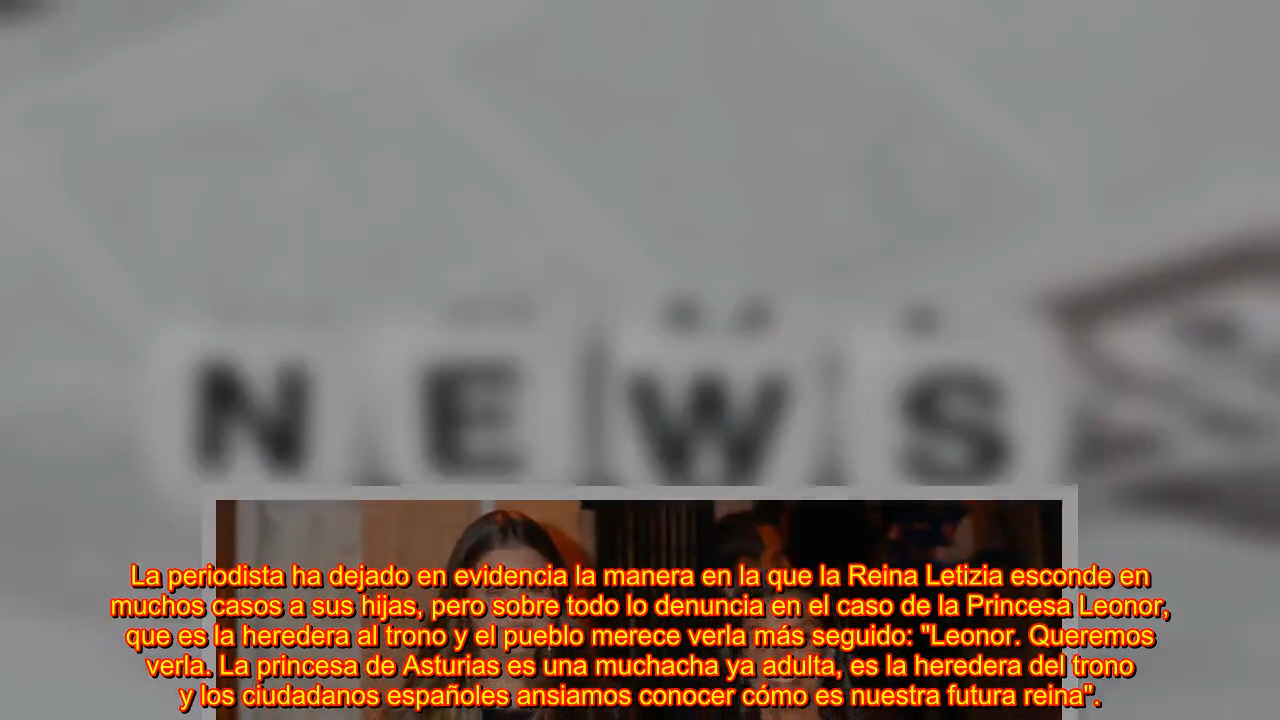 NEWS
La periodista ha dejado en evidencia la manera en la que la Reina Letizia esconde en
muchos casos a sus hijas, pero sobre todo lo denuncia en el caso de la Princesa Leonor,
que es la heredera al trono y el pueblo merece verla más seguido: "Leonor. Queremos
verla. La princesa de Asturias es una muchacha ya adulta, es la heredera del trono
y los ciudadanos españoles ansiamos conocer cómo es nuestra futura reina".